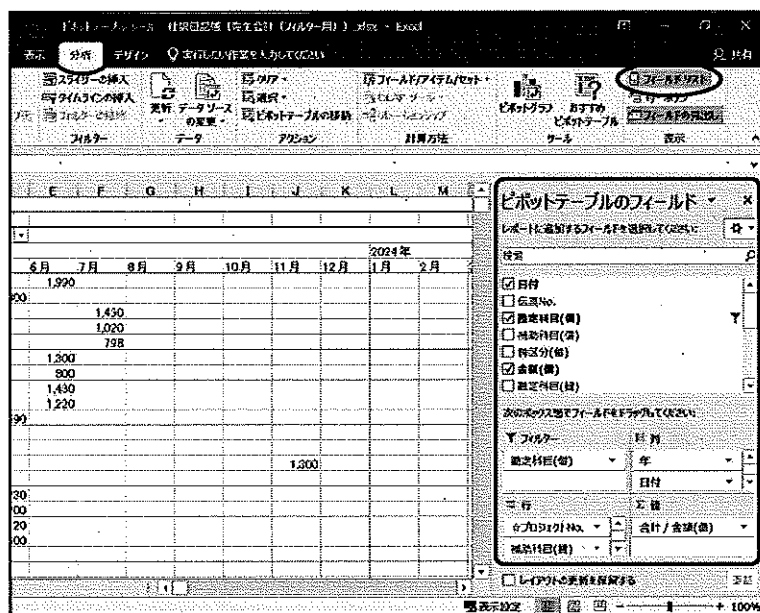 表示 分析 デザイン 実行したい作業を入力してください 共有
スライサーの挿入
タイムラインの挿入
フィルター
更新 データソースの変更
データ
クリア
選択
ピボットテーブルの移動
アクション
フィールド/アイテム/セット
計算方法
ピボットグラフ おすすめピボットテーブル
ツール
フィールドリスト
フィールドの見出し
表示
E F G H I J K L M
2024年
6月 7月 8月 9月 10月 11月 12月 1月 2月
1,990
1,430
1,020
798
1,300
800
1,430
1,220
1,300
ピボットテーブルのフィールド
レポートに追加するフィールドを選択してください:
検索
日付
伝票No.
勘定科目(借)
補助科目(借)
税区分(借)
金額(借)
勘定科目(貸)
次のボックス間でフィールドをドラッグしてください:
フィルター 列
勘定科目(借) 年
日付
行 Σ 値
☆プロジェクトNo. 合計 / 金額(借)
補助科目(貸)
レイアウトの更新を保留する 更新
表示設定 100%